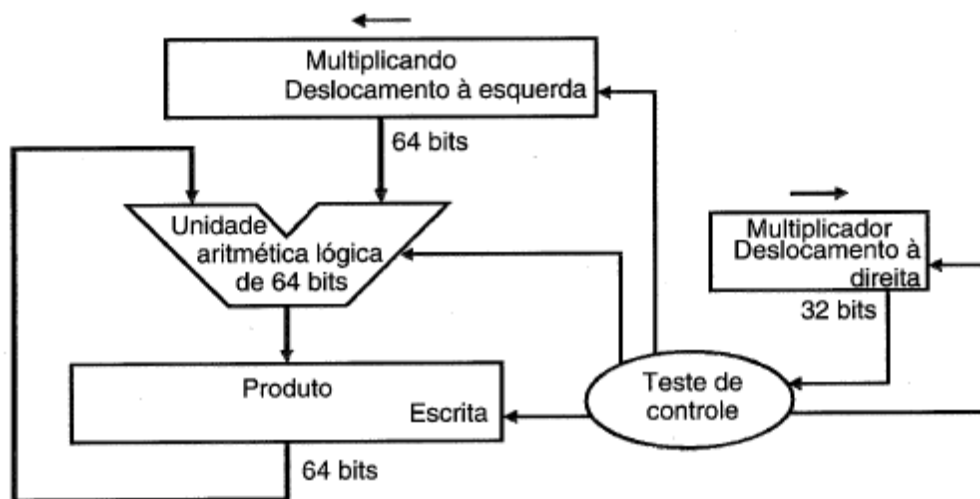 Multiplicando
Deslocamento à esquerda
64 bits
Unidade
aritmética lógica
de 64 bits
Multiplicador
Deslocamento à
direita
32 bits
Produto
Escrita
Teste de
controle
64 bits